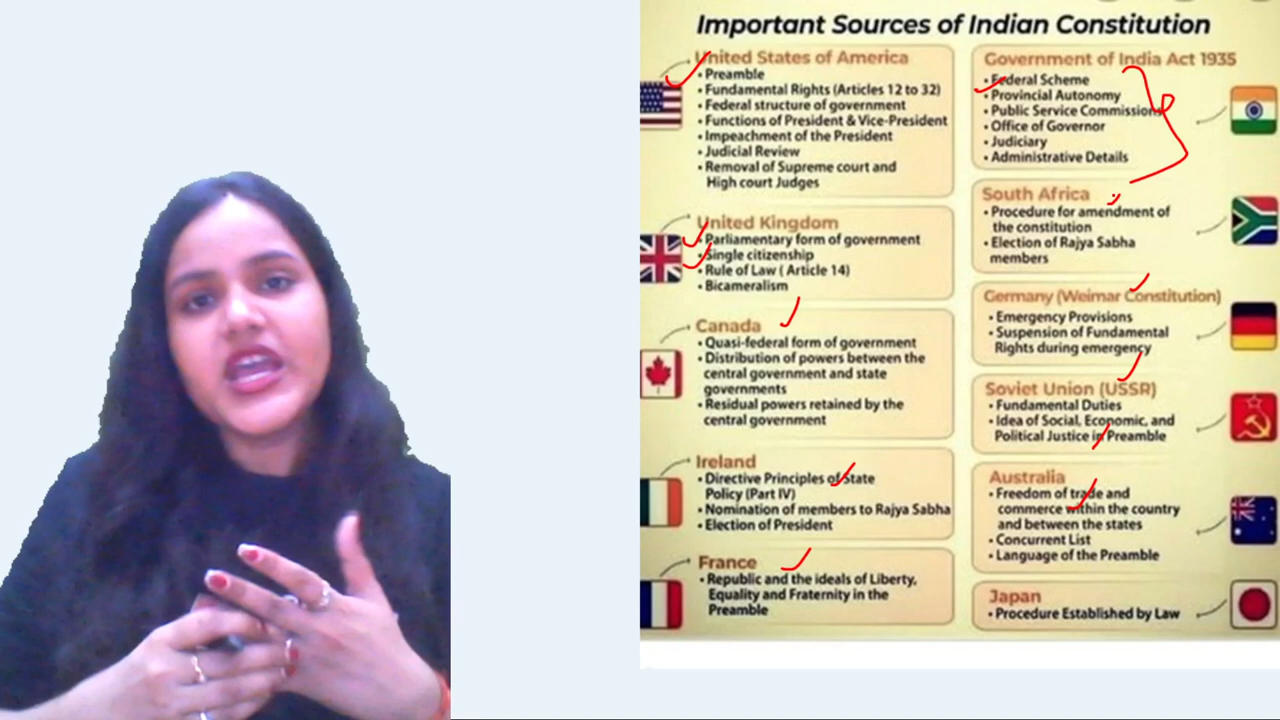 Important Sources of Indian Constitution
United States of America
• Preamble
• Fundamental Rights (Articles 12 to 32)
• Federal structure of government
• Functions of President & Vice-President
• Impeachment of the President
• Judicial Review
• Removal of Supreme court and
High court Judges
United Kingdom
• Parliamentary form of government
• Single citizenship
• Rule of Law ( Article 14)
• Bicameralism
Canada
• Quasi-federal form of government
• Distribution of powers between the
central government and state
governments
• Residual powers retained by the
central government
Ireland
• Directive Principles of State
Policy (Part IV)
• Nomination of members to Rajya Sabha
• Election of President
France
• Republic and the ideals of Liberty,
Equality and Fraternity in the
Preamble
Government of India Act 1935
• Federal Scheme
• Provincial Autonomy
• Public Service Commissions
• Office of Governor
• Judiciary
• Administrative Details
South Africa
• Procedure for amendment of
the constitution
• Election of Rajya Sabha
members
Germany (Weimar Constitution)
• Emergency Provisions
• Suspension of Fundamental
Rights during emergency
Soviet Union (USSR)
• Fundamental Duties
• Idea of Social, Economic, and
Political Justice in Preamble
Australia
• Freedom of trade and
commerce within the country
and between the states
• Concurrent List
• Language of the Preamble
Japan
• Procedure Established by Law